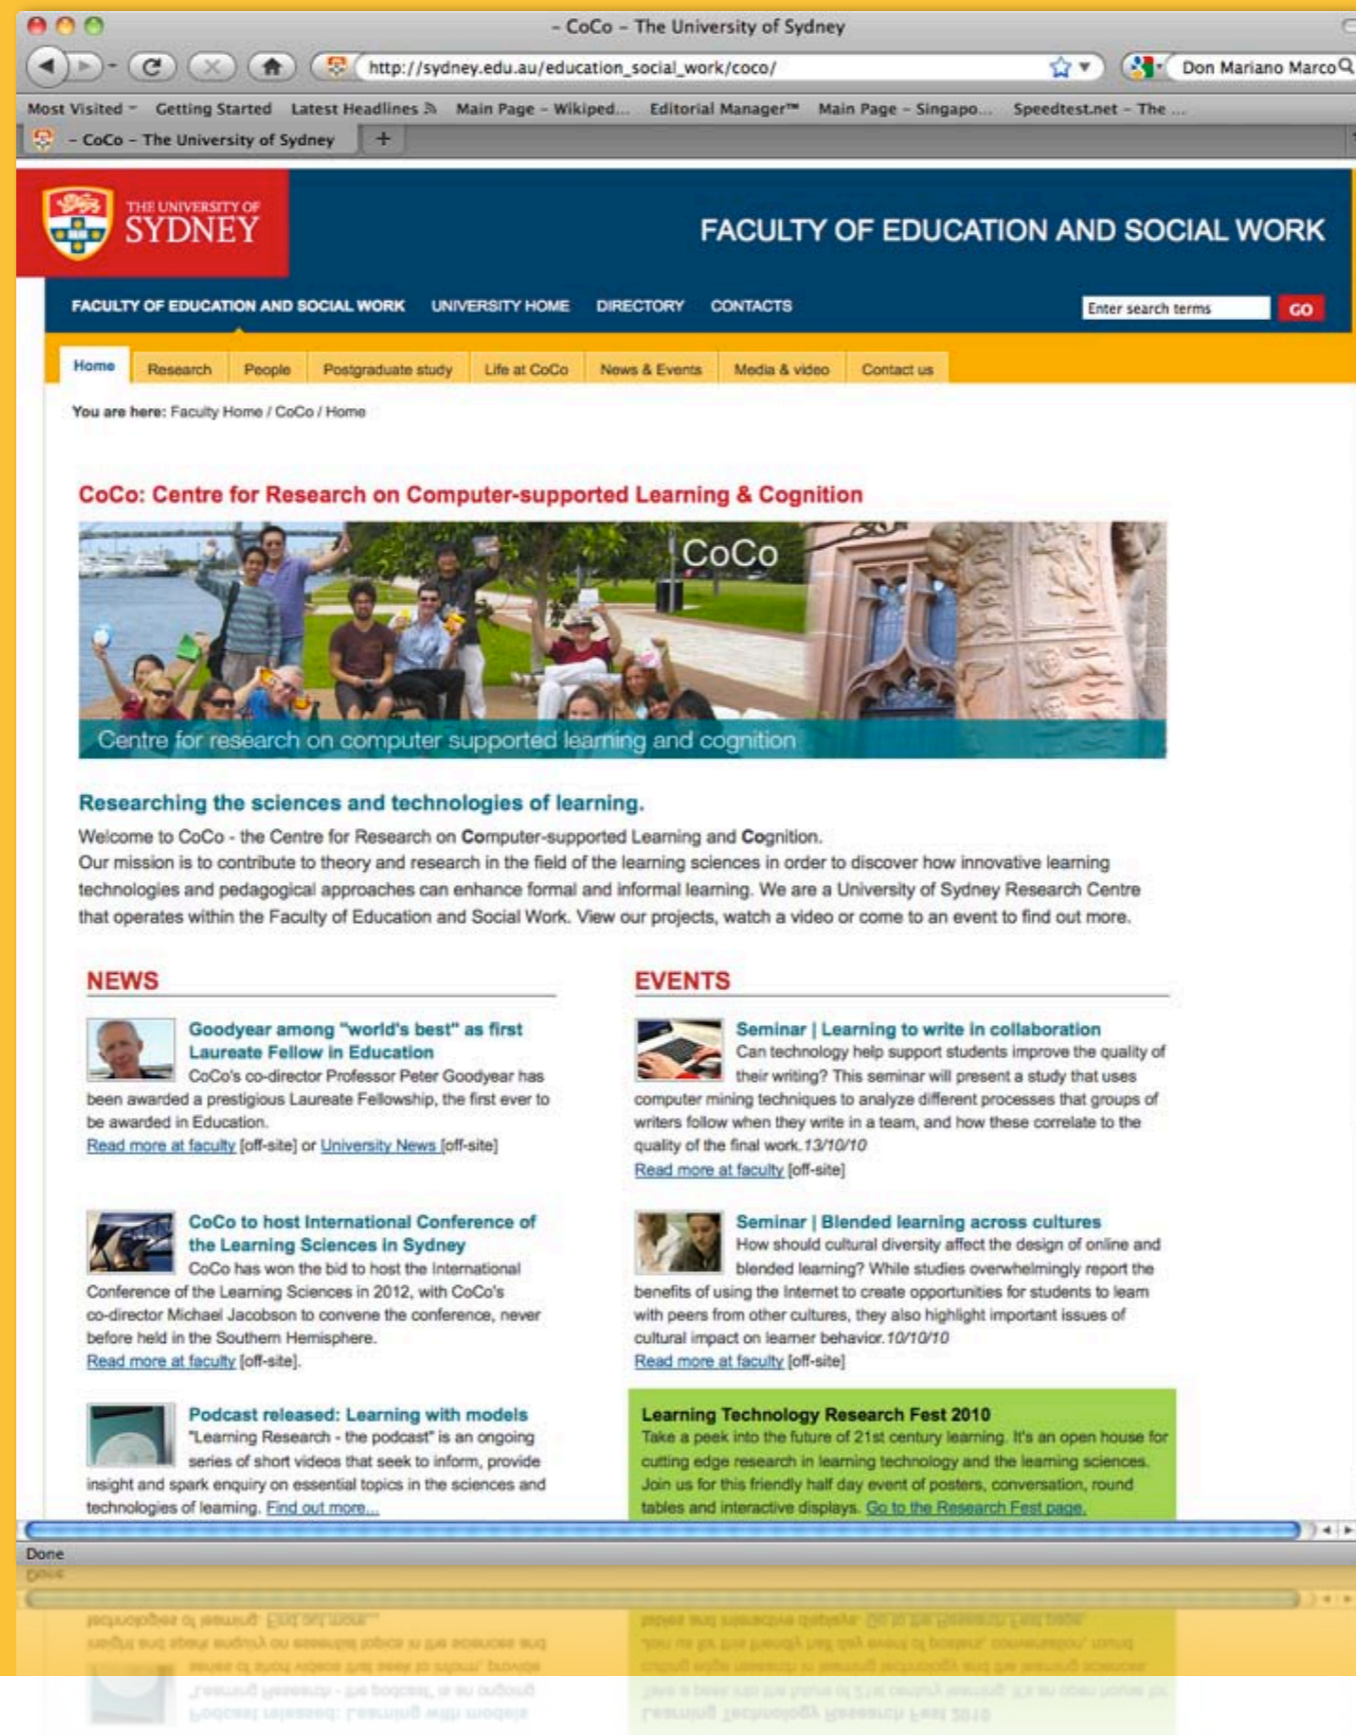 – CoCo – The University of Sydney
http://sydney.edu.au/education_social_work/coco/
Don Mariano Marco
Most Visited Getting Started Latest Headlines Main Page – Wikiped... Editorial Manager™ Main Page – Singapo... Speedtest.net – The ...
– CoCo – The University of Sydney +
THE UNIVERSITY OF
SYDNEY
FACULTY OF EDUCATION AND SOCIAL WORK
FACULTY OF EDUCATION AND SOCIAL WORK UNIVERSITY HOME DIRECTORY CONTACTS Enter search terms GO
Home Research People Postgraduate study Life at CoCo News & Events Media & video Contact us
You are here: Faculty Home / CoCo / Home
CoCo: Centre for Research on Computer-supported Learning & Cognition
CoCo
Centre for research on computer supported learning and cognition
Researching the sciences and technologies of learning.
Welcome to CoCo - the Centre for Research on Computer-supported Learning and Cognition.
Our mission is to contribute to theory and research in the field of the learning sciences in order to discover how innovative learning
technologies and pedagogical approaches can enhance formal and informal learning. We are a University of Sydney Research Centre
that operates within the Faculty of Education and Social Work. View our projects, watch a video or come to an event to find out more.
NEWS
Goodyear among "world's best" as first
Laureate Fellow in Education
CoCo's co-director Professor Peter Goodyear has
been awarded a prestigious Laureate Fellowship, the first ever to
be awarded in Education.
Read more at faculty [off-site] or University News [off-site]
CoCo to host International Conference of
the Learning Sciences in Sydney
CoCo has won the bid to host the International
Conference of the Learning Sciences in 2012, with CoCo's
co-director Michael Jacobson to convene the conference, never
before held in the Southern Hemisphere.
Read more at faculty [off-site].
Podcast released: Learning with models
"Learning Research - the podcast" is an ongoing
series of short videos that seek to inform, provide
insight and spark enquiry on essential topics in the sciences and
technologies of learning. Find out more...
EVENTS
Seminar | Learning to write in collaboration
Can technology help support students improve the quality of
their writing? This seminar will present a study that uses
computer mining techniques to analyze different processes that groups of
writers follow when they write in a team, and how these correlate to the
quality of the final work. 13/10/10
Read more at faculty [off-site]
Seminar | Blended learning across cultures
How should cultural diversity affect the design of online and
blended learning? While studies overwhelmingly report the
benefits of using the Internet to create opportunities for students to learn
with peers from other cultures, they also highlight important issues of
cultural impact on learner behavior. 10/10/10
Read more at faculty [off-site]
Learning Technology Research Fest 2010
Take a peek into the future of 21st century learning. It's an open house for
cutting edge research in learning technology and the learning sciences.
Join us for this friendly half day event of posters, conversation, round
tables and interactive displays. Go to the Research Fest page.
Done